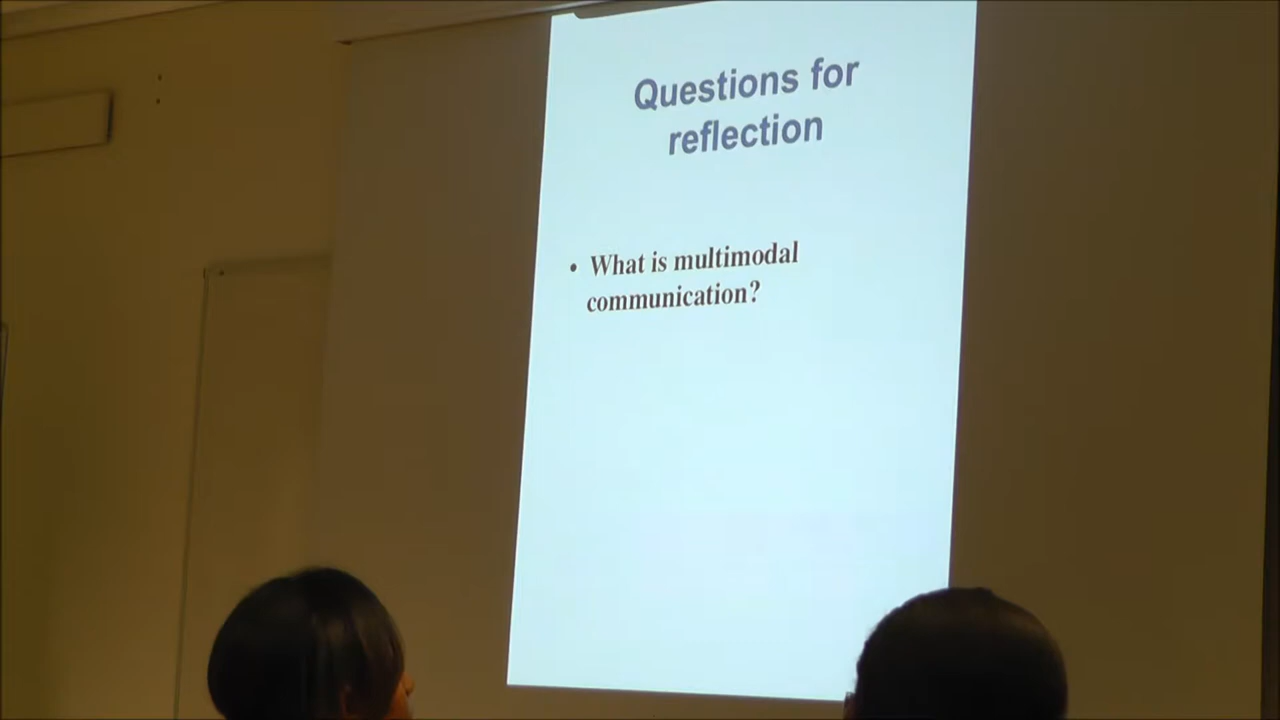 Questions for
reflection
• What is multimodal
communication?